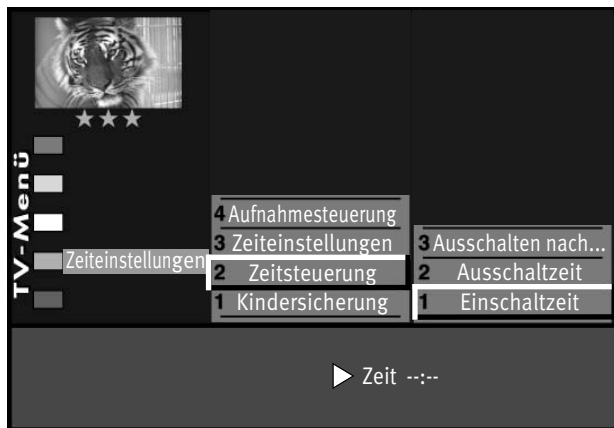 TV-Menü
Zeiteinstellungen
4 Aufnahmesteuerung
3 Zeiteinstellungen
2 Zeitsteuerung
1 Kindersicherung
3 Ausschalten nach...
2 Ausschaltzeit
1 Einschaltzeit
Zeit --:--